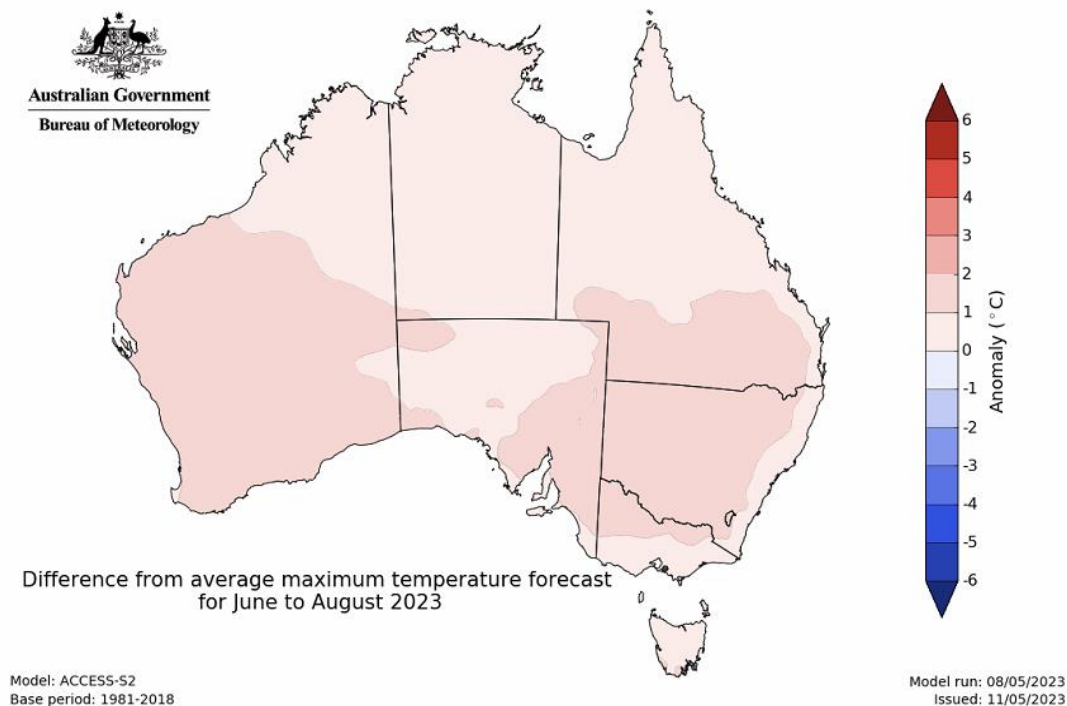 Australian Government
Bureau of Meteorology
6
5
4
3
2
1
0
-1
-2
-3
-4
-5
-6
Anomaly (°C)
Difference from average maximum temperature forecast
for June to August 2023
Model: ACCESS-S2
Base period: 1981-2018
Model run: 08/05/2023
Issued: 11/05/2023